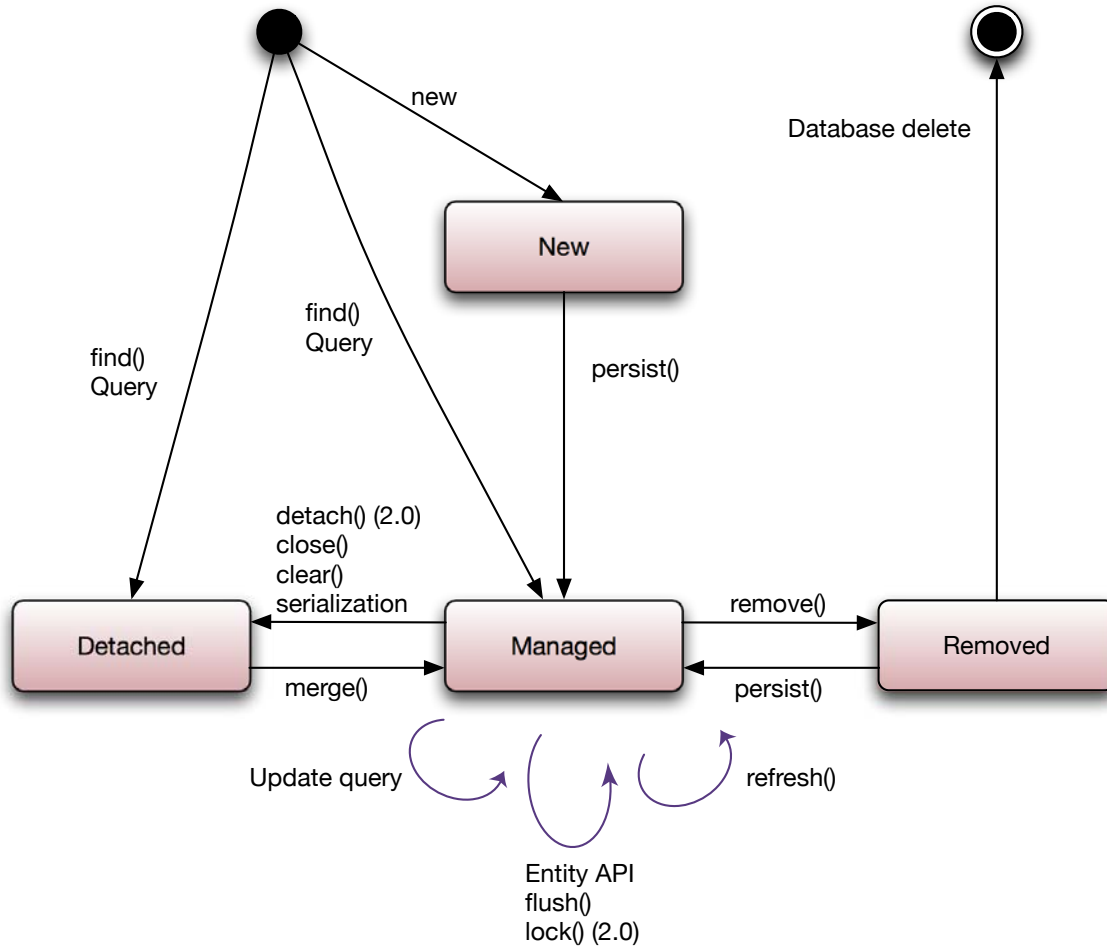 new
Database delete
New
find()
Query
find()
Query
persist()
detach() (2.0)
close()
clear()
serialization
remove()
Detached
Managed
Removed
merge()
persist()
Update query
refresh()
Entity API
flush()
lock() (2.0)